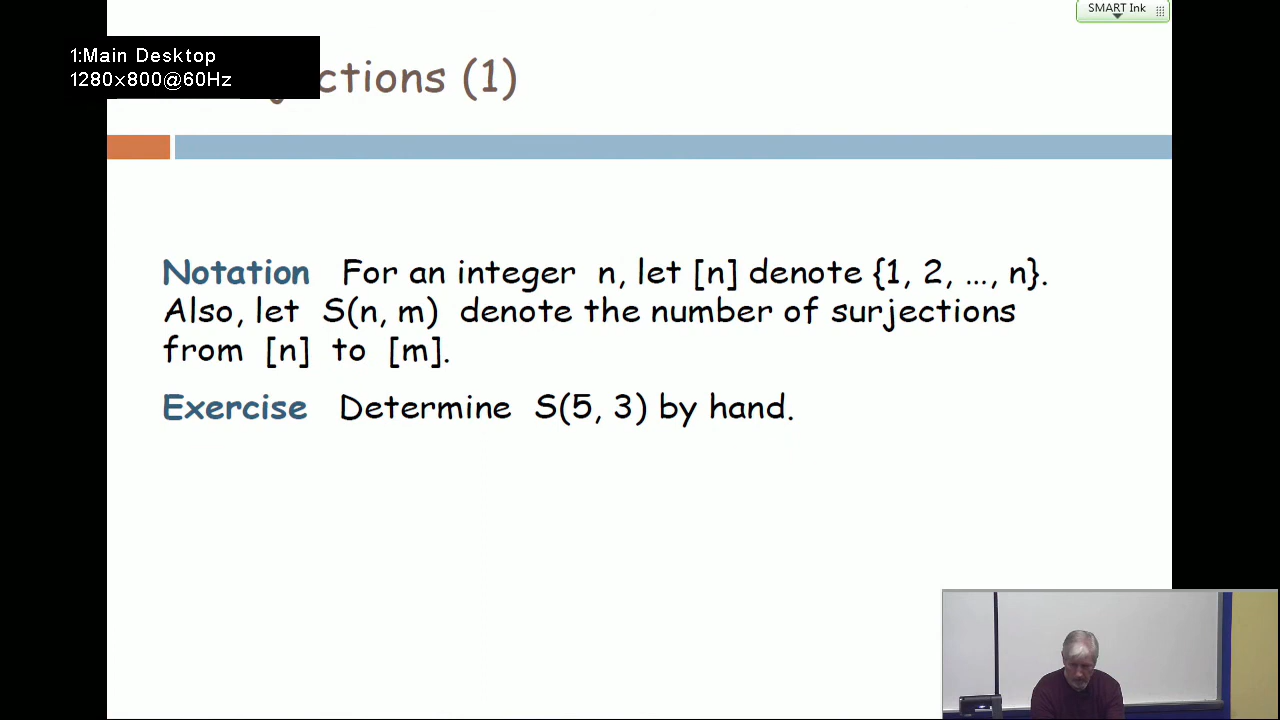 SMART Ink
1:Main Desktop
1280x800@60Hz
(1)
Notation For an integer n, let [n] denote {1, 2, ..., n}.
Also, let S(n, m) denote the number of surjections
from [n] to [m].
Exercise Determine S(5, 3) by hand.